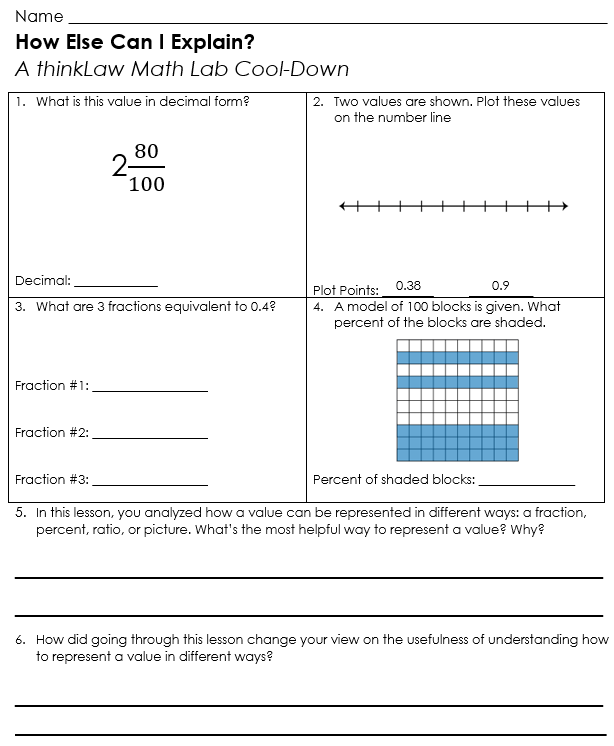 Name
How Else Can I Explain?
A thinkLaw Math Lab Cool-Down
1. What is this value in decimal form?
2 80/100
Decimal:
2. Two values are shown. Plot these values
on the number line
Plot Points: 0.38 0.9
3. What are 3 fractions equivalent to 0.4?
Fraction #1:
Fraction #2:
Fraction #3:
4. A model of 100 blocks is given. What
percent of the blocks are shaded.
Percent of shaded blocks:
5. In this lesson, you analyzed how a value can be represented in different ways: a fraction,
percent, ratio, or picture. What's the most helpful way to represent a value? Why?
6. How did going through this lesson change your view on the usefulness of understanding how
to represent a value in different ways?